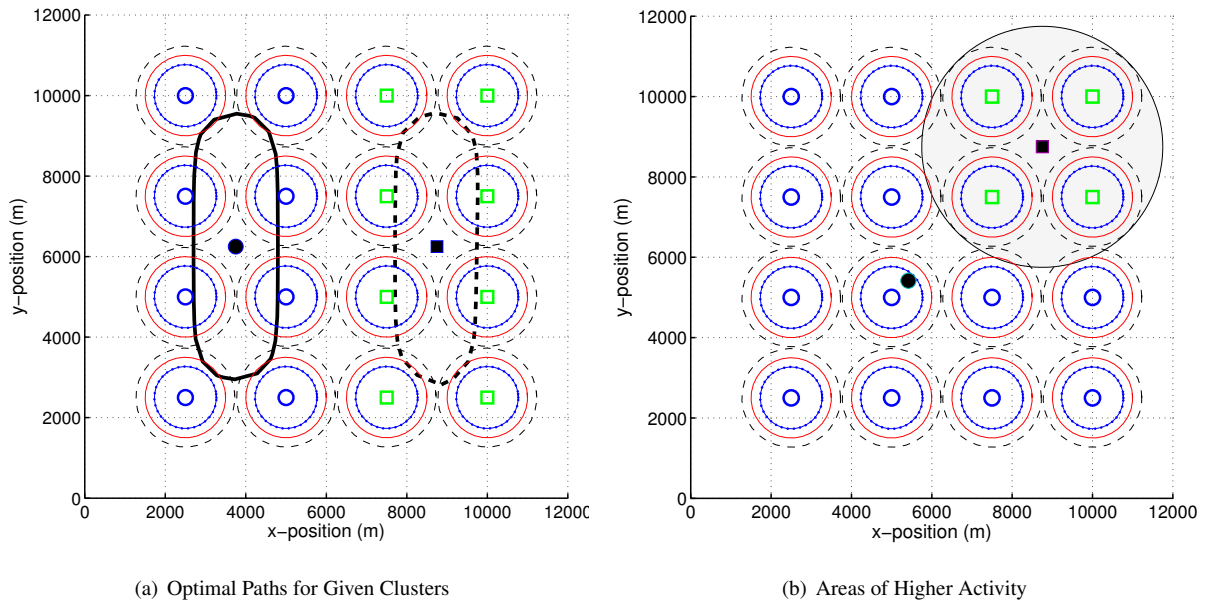 12000
10000
8000
6000
4000
2000
0
y−position (m)
0 2000 4000 6000 8000 10000 12000
x−position (m)
(a) Optimal Paths for Given Clusters
12000
10000
8000
6000
4000
2000
0
y−position (m)
0 2000 4000 6000 8000 10000 12000
x−position (m)
(b) Areas of Higher Activity